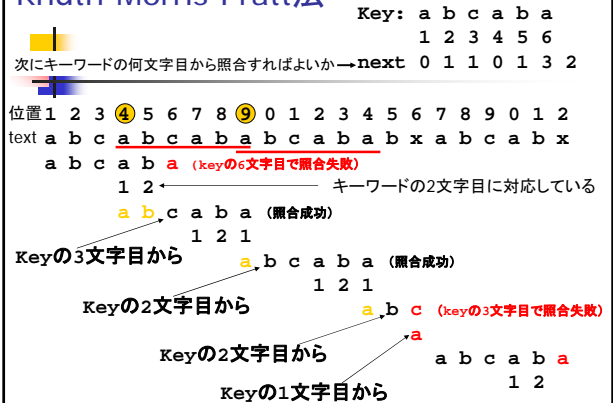 Knuth-Morris-Pratt法
Key: a b c a b a
1 2 3 4 5 6
次にキーワードの何文字目から照合すればよいか→next 0 1 1 0 1 3 2
位置 1 2 3 4 5 6 7 8 9 0 1 2 3 4 5 6 7 8 9 0 1 2
text a b c a b c a b a b c a b a b x a b c a b x
a b c a b a (keyの6文字目で照合失敗)
1 2 ← キーワードの2文字目に対応している
a b c a b a (照合成功)
1 2 1
Keyの3文字目から
a b c a b a (照合成功)
1 2 1
Keyの2文字目から
a b c (keyの3文字目で照合失敗)
Keyの2文字目から
a
a b c a b a
1 2
Keyの1文字目から